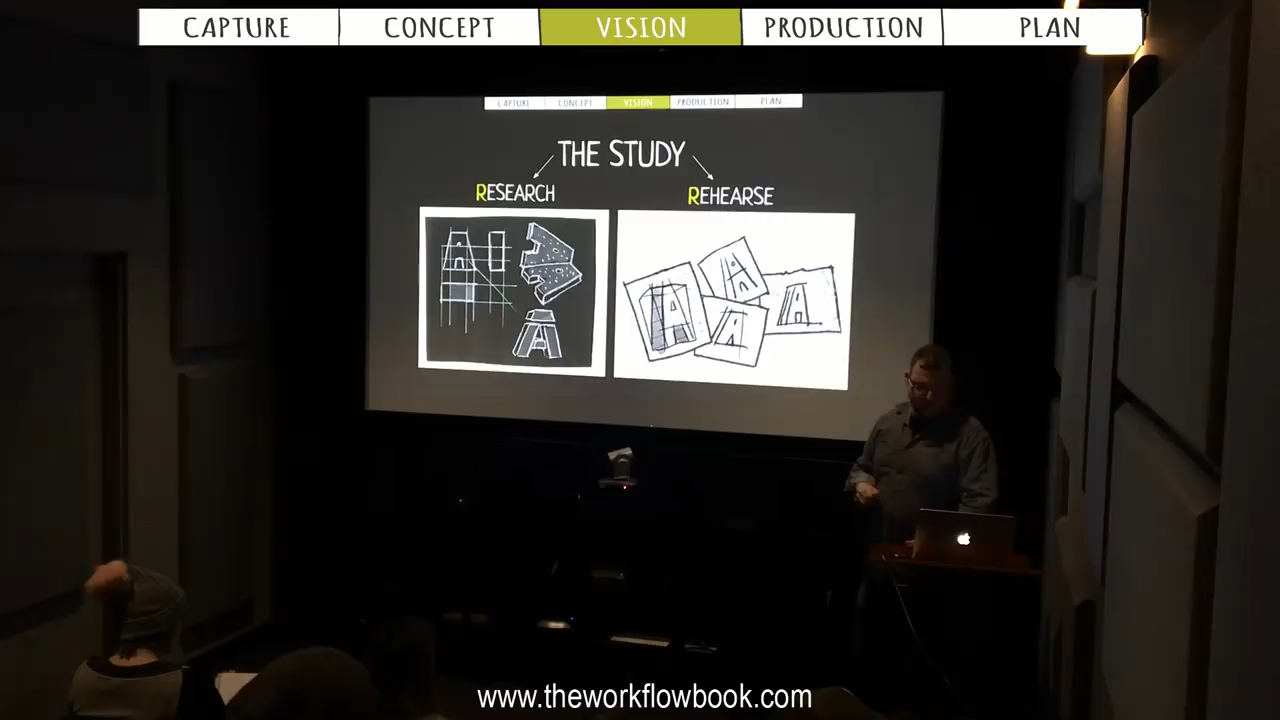 CAPTURE CONCEPT VISION PRODUCTION PLAN
CAPTURE CONCEPT VISION PRODUCTION PLAN
THE STUDY
RESEARCH REHEARSE
www.theworkflowbook.com